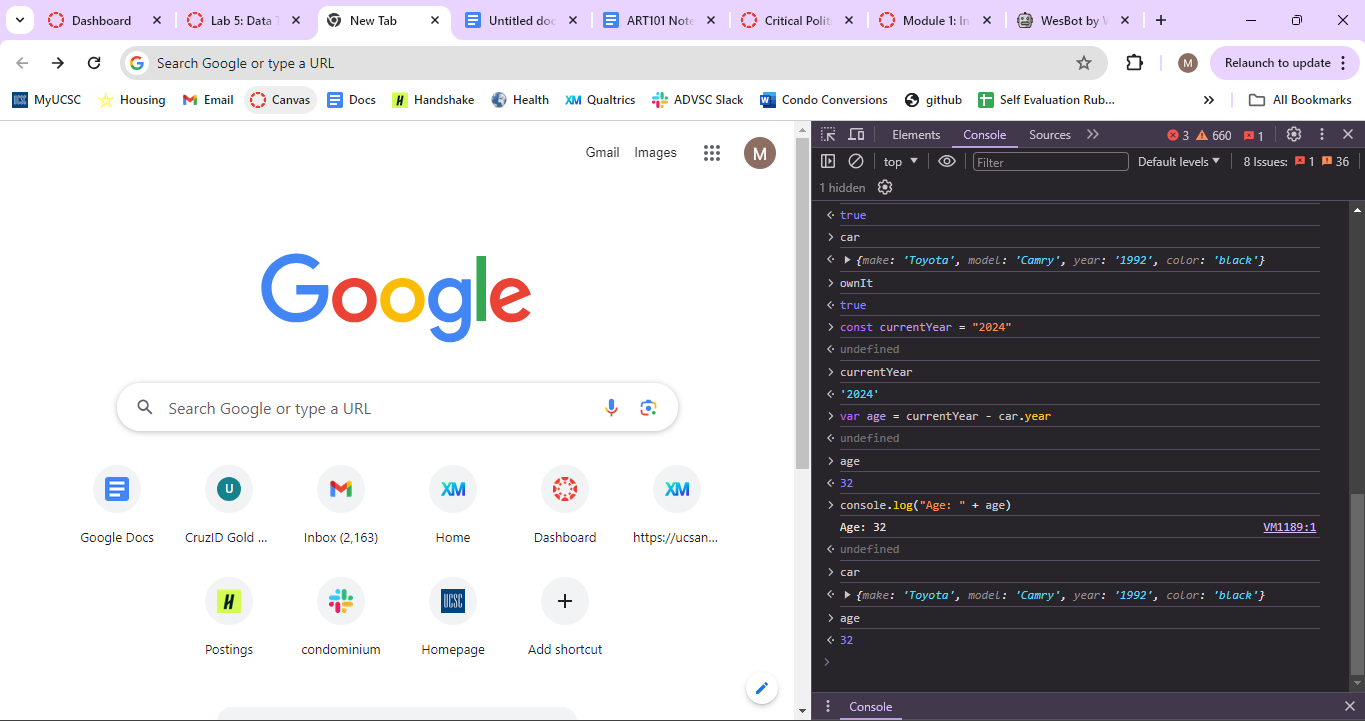 Dashboard
Lab 5: Data T
New Tab
Untitled doc
ART101 Note
Critical Polit
Module 1: In
WesBot by W
G Search Google or type a URL
M
Relaunch to update
UCSC MyUCSC
Housing
Email
Canvas
Docs
H Handshake
Health
XM Qualtrics
ADVSC Slack
Condo Conversions
github
Self Evaluation Rub...
All Bookmarks
Gmail Images
M
Google
Search Google or type a URL
Google Docs
U
CruzID Gold ...
Inbox (2,163)
XM
Home
Dashboard
XM
https://ucsan...
H
Postings
condominium
UCSC
Homepage
Add shortcut
Elements Console Sources 3 660 1
top Filter Default levels 8 Issues: 1 36
1 hidden
true
car
{make: 'Toyota', model: 'Camry', year: '1992', color: 'black'}
ownIt
true
const currentYear = "2024"
undefined
currentYear
'2024'
var age = currentYear - car.year
undefined
age
32
console.log("Age: " + age)
Age: 32 VM1189:1
undefined
car
{make: 'Toyota', model: 'Camry', year: '1992', color: 'black'}
age
32
Console